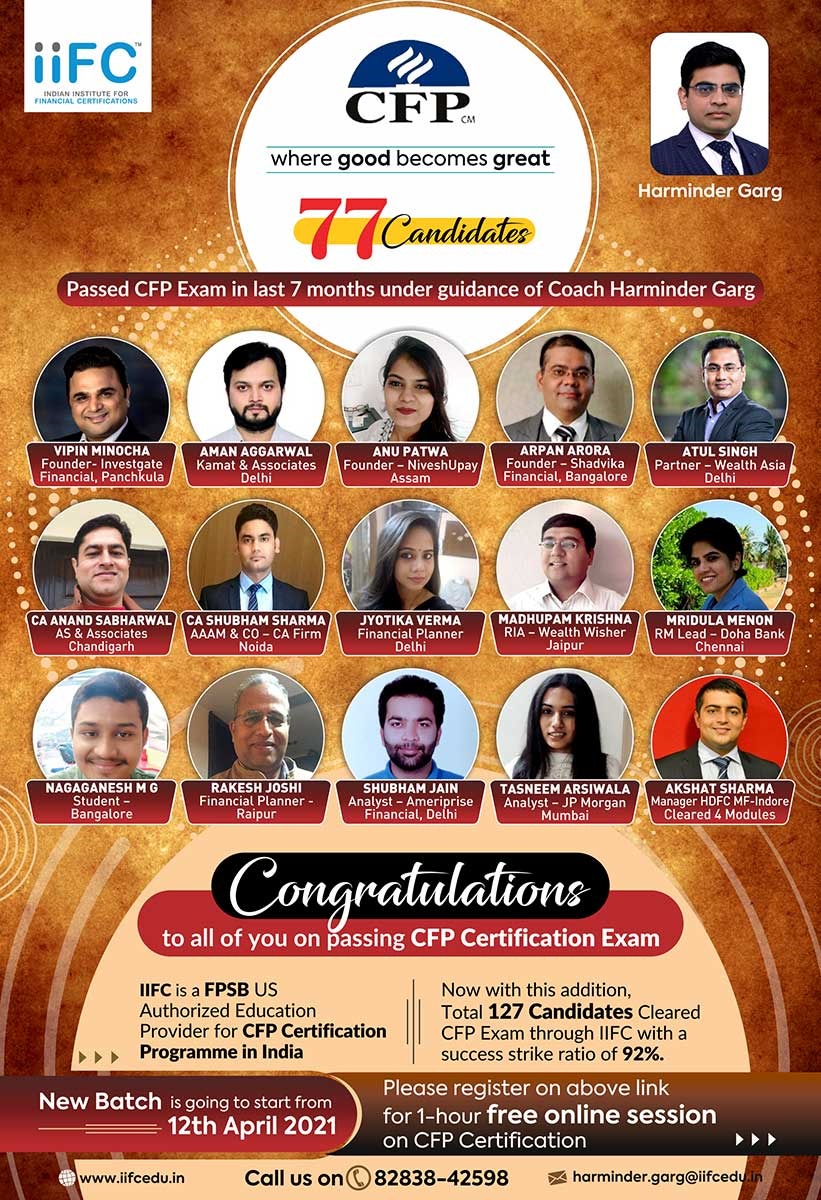 iiFC TM
INDIAN INSTITUTE FOR
FINANCIAL CERTIFICATIONS
CFP CM
where good becomes great
77 Candidates
Harminder Garg
Passed CFP Exam in last 7 months under guidance of Coach Harminder Garg
VIPIN MINOCHA
Founder- Investgate
Financial, Panchkula
AMAN AGGARWAL
Kamat & Associates
Delhi
ANU PATWA
Founder – NiveshUpay
Assam
ARPAN ARORA
Founder – Shadvika
Financial, Bangalore
ATUL SINGH
Partner – Wealth Asia
Delhi
CA ANAND SABHARWAL
AS & Associates
Chandigarh
CA SHUBHAM SHARMA
AAAM & CO – CA Firm
Noida
JYOTIKA VERMA
Financial Planner
Delhi
MADHUPAM KRISHNA
RIA – Wealth Wisher
Jaipur
MRIDULA MENON
RM Lead – Doha Bank
Chennai
NAGAGANESH M G
Student –
Bangalore
RAKESH JOSHI
Financial Planner -
Raipur
SHUBHAM JAIN
Analyst – Ameriprise
Financial, Delhi
TASNEEM ARSIWALA
Analyst – JP Morgan
Mumbai
AKSHAT SHARMA
Manager HDFC MF-Indore
Cleared 4 Modules
Congratulations
to all of you on passing CFP Certification Exam
IIFC is a FPSB US
Authorized Education
Provider for CFP Certification
Programme in India
Now with this addition,
Total 127 Candidates Cleared
CFP Exam through IIFC with a
success strike ratio of 92%.
New Batch is going to start from
12th April 2021
Please register on above link
for 1-hour free online session
on CFP Certification
www.iifcedu.in
Call us on 82838-42598
harminder.garg@iifcedu.in